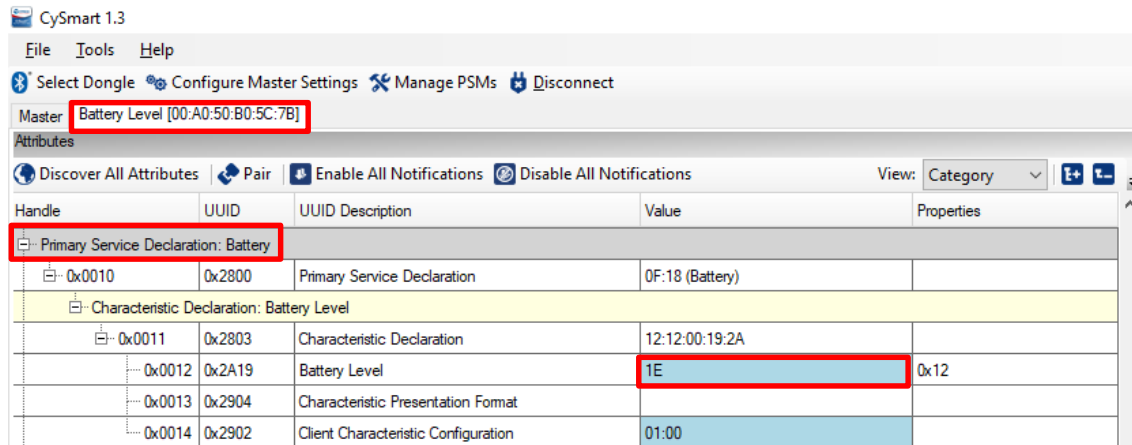 CySmart 1.3
File Tools Help
Select Dongle Configure Master Settings Manage PSMs Disconnect
Master Battery Level [00:A0:50:B0:5C:7B]
Attributes
Discover All Attributes Pair Enable All Notifications Disable All Notifications View: Category
Handle UUID UUID Description Value Properties
Primary Service Declaration: Battery
0x0010 0x2800 Primary Service Declaration 0F:18 (Battery)
Characteristic Declaration: Battery Level
0x0011 0x2803 Characteristic Declaration 12:12:00:19:2A
0x0012 0x2A19 Battery Level 1E 0x12
0x0013 0x2904 Characteristic Presentation Format
0x0014 0x2902 Client Characteristic Configuration 01:00